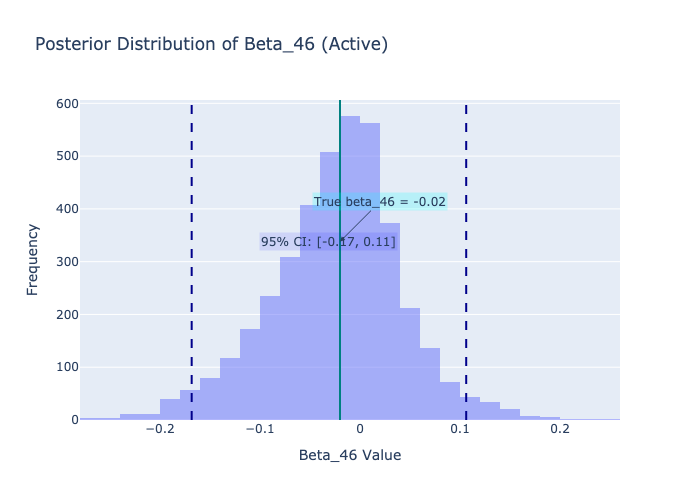 Posterior Distribution of Beta_46 (Active)
600
500
400
300
200
100
0
Frequency
True beta_46 = -0.02
95% CI: [-0.17, 0.11]
−0.2
−0.1
0
0.1
0.2
Beta_46 Value